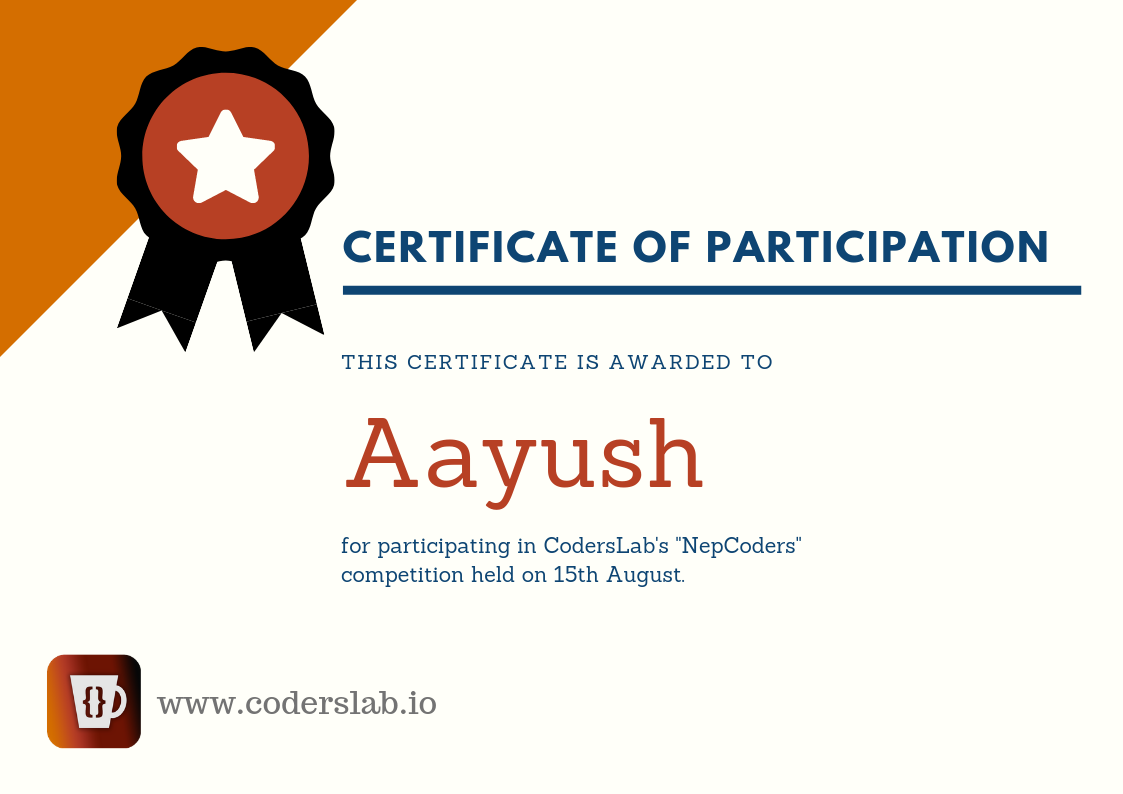 CERTIFICATE OF PARTICIPATION
THIS CERTIFICATE IS AWARDED TO
Aayush
for participating in CodersLab's "NepCoders"
competition held on 15th August.
{}
www.coderslab.io